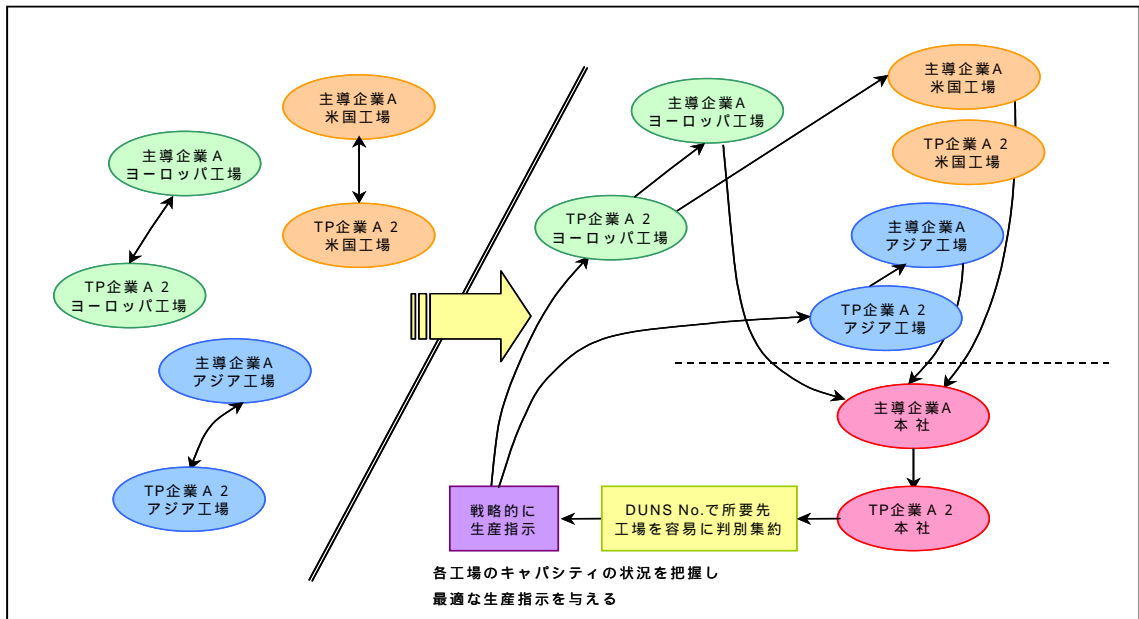 主導企業A
米国工場
主導企業A
ヨーロッパ工場
TP企業A2
米国工場
TP企業A2
ヨーロッパ工場
主導企業A
アジア工場
TP企業A2
アジア工場
主導企業A
米国工場
主導企業A
ヨーロッパ工場
TP企業A2
米国工場
TP企業A2
ヨーロッパ工場
主導企業A
アジア工場
TP企業A2
アジア工場
主導企業A
本社
TP企業A2
本社
DUNS No.で所要先
工場を容易に判別集約
戦略的に
生産指示
各工場のキャパシティの状況を把握し
最適な生産指示を与える